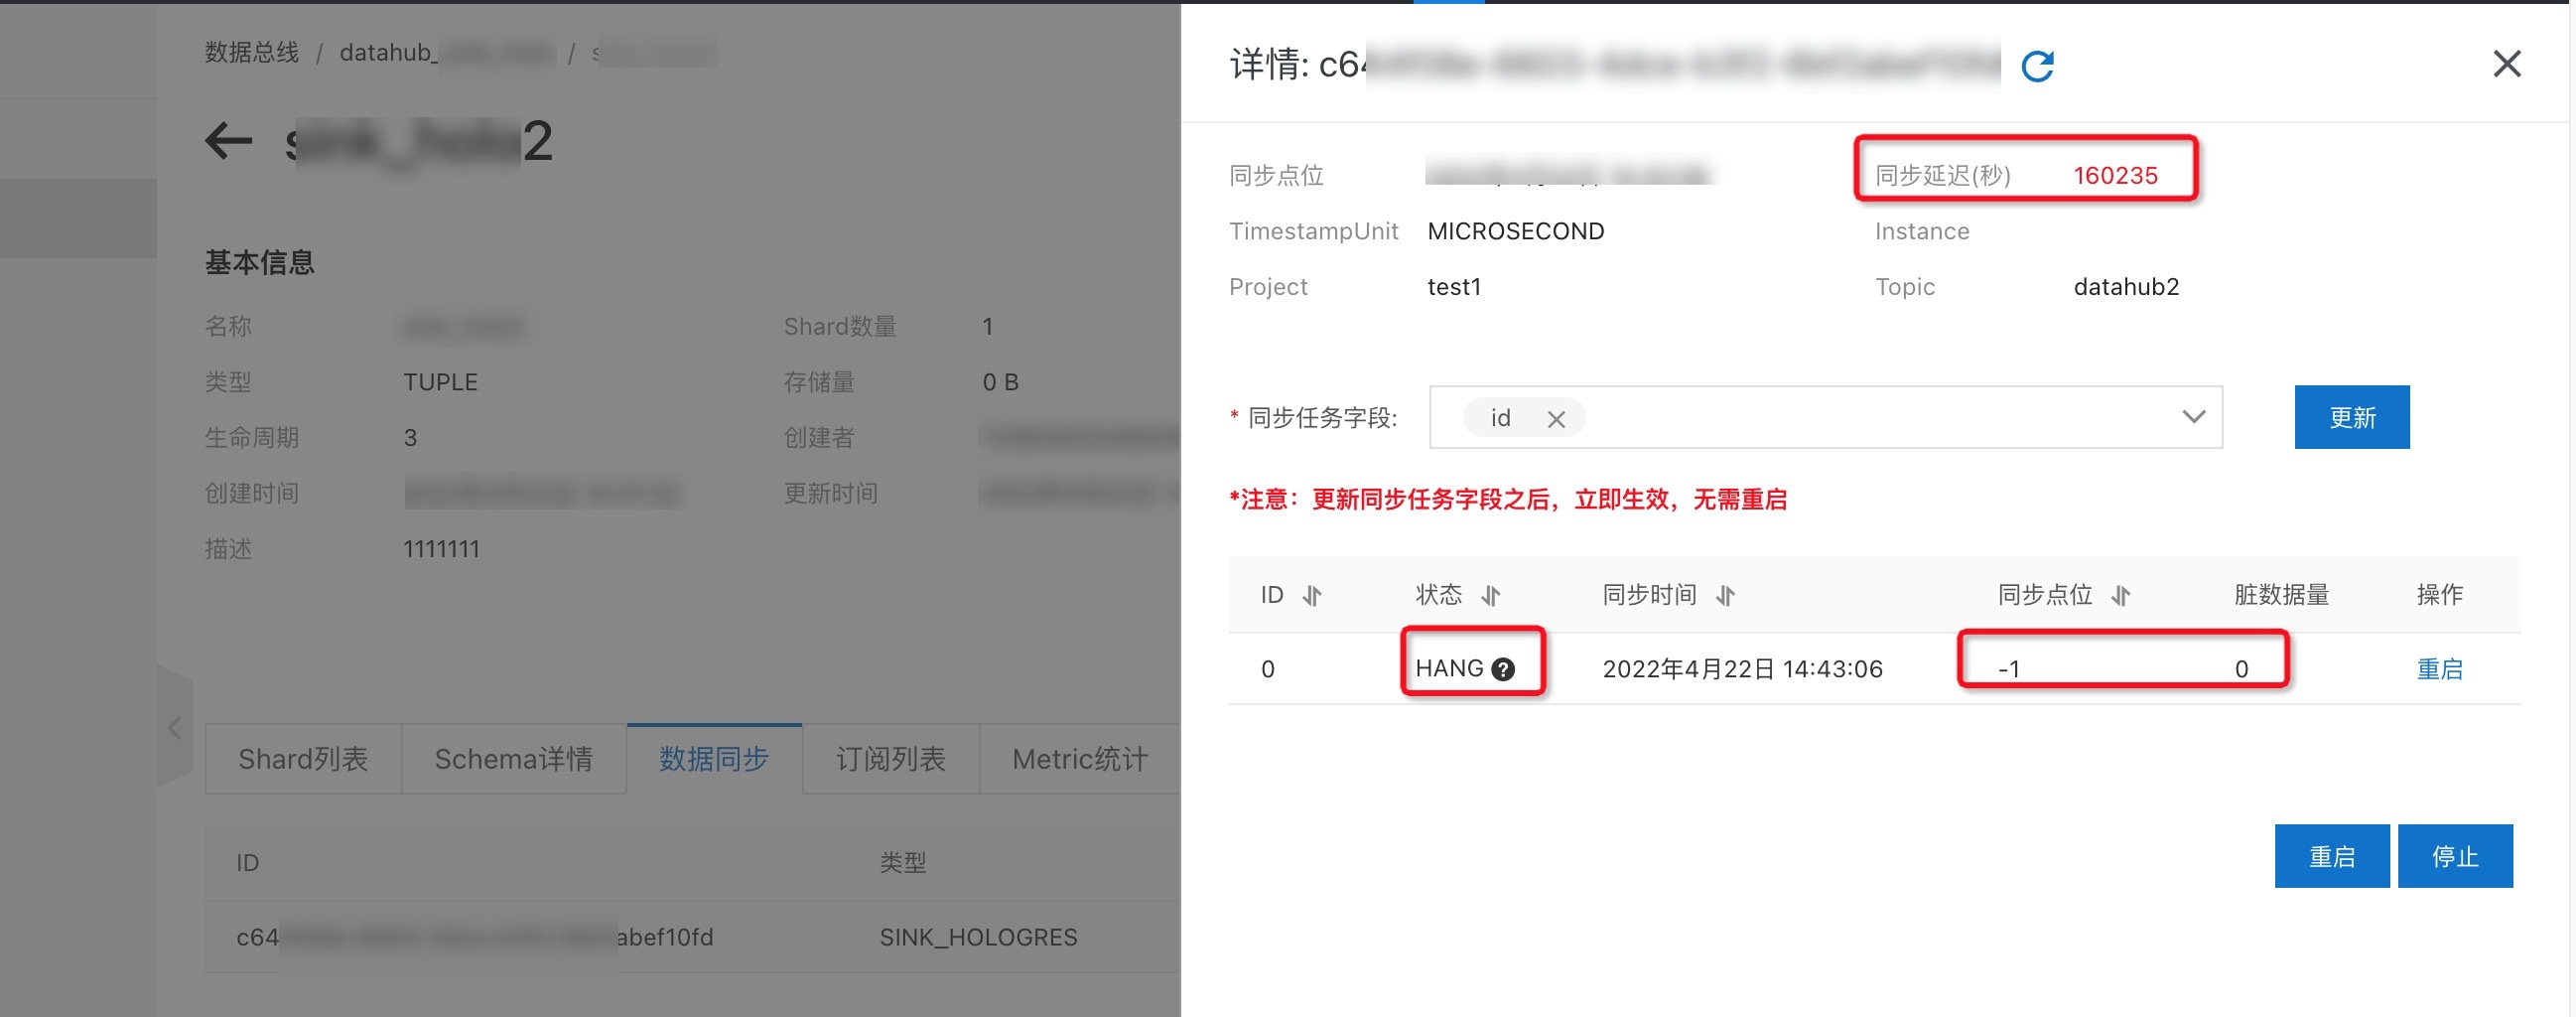 数据总线 / datahub_ /
2
基本信息
名称
Shard数量 1
类型 TUPLE
存储量 0 B
生命周期 3
创建者
创建时间
更新时间
描述 1111111
Shard列表 Schema详情 数据同步 订阅列表 Metric统计
ID 类型
c64 abef10fd SINK_HOLOGRES
详情: c64
同步点位
同步延迟(秒) 160235
TimestampUnit MICROSECOND
Instance
Project test1
Topic datahub2
* 同步任务字段: id 更新
*注意：更新同步任务字段之后，立即生效，无需重启
ID 状态 同步时间 同步点位 脏数据量 操作
0 HANG ? 2022年4月22日 14:43:06 -1 0 重启
重启 停止